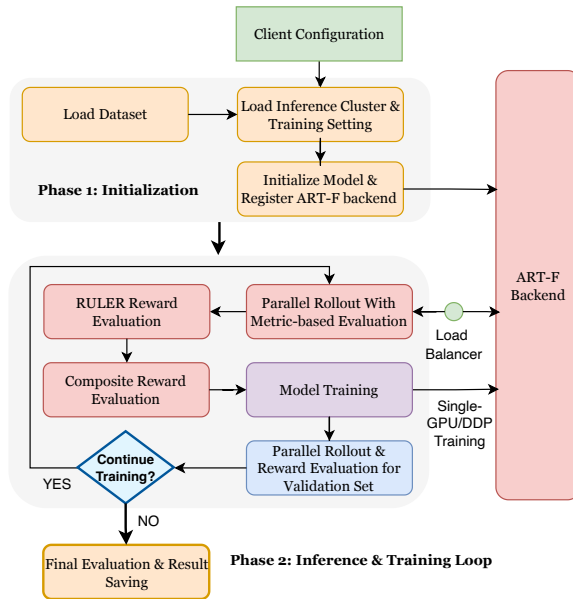 Client Configuration
Load Dataset
Load Inference Cluster &
Training Setting
Phase 1: Initialization
Initialize Model &
Register ART-F backend
ART-F
Backend
RULER Reward
Evaluation
Parallel Rollout With
Metric-based Evaluation
Load
Balancer
Composite Reward
Evaluation
Model Training
Single-
GPU/DDP
Training
Continue
Training?
YES
Parallel Rollout &
Reward Evaluation for
Validation Set
NO
Final Evaluation & Result
Saving
Phase 2: Inference & Training Loop